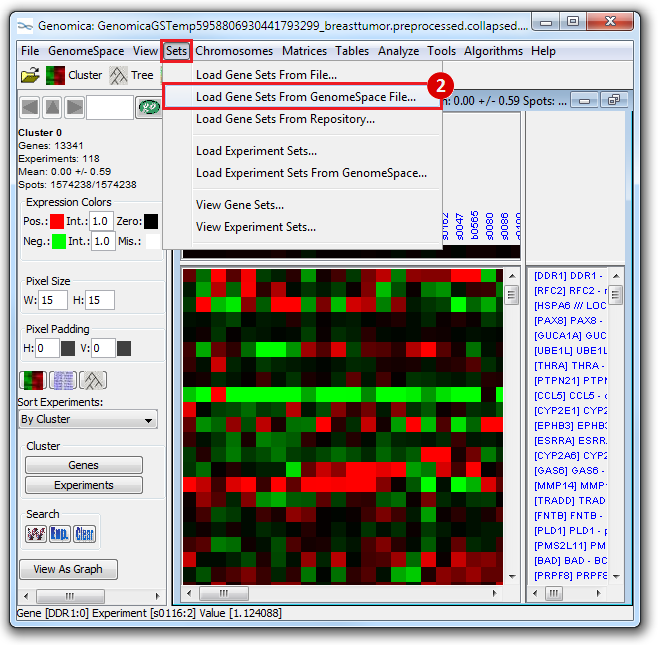 Genomica: GenomicaGSTemp5958806930441793299_breasttumor.preprocessed.collapsed....
File GenomeSpace View Sets Chromosomes Matrices Tables Analyze Tools Algorithms Help
Cluster Tree
Load Gene Sets From File...
Load Gene Sets From GenomeSpace File...
2
Load Gene Sets From Repository...
Load Experiment Sets...
Load Experiment Sets From GenomeSpace...
View Gene Sets...
View Experiment Sets...
go
: 0.00 +/- 0.59 Spots: ...
Cluster 0
Genes: 13341
Experiments: 118
Mean: 0.00 +/- 0.59
Spots: 1574238/1574238
Expression Colors
Pos.: Int.: 1.0 Zero:
Neg.: Int.: 1.0 Mis.:
s0047
b0565
s0080
s0086
Pixel Size
W: 15 H: 15
Pixel Padding
H: 0 V: 0
Sort Experiments:
By Cluster
Cluster
Genes
Experiments
Search
Exp. Clear
View As Graph
[DDR1] DDR1 -
[RFC2] RFC2 -
[HSPA6 /// LOC
[PAX8] PAX8 -
[GUCA1A] GUC
[UBE1L] UBE1L
[THRA] THRA -
[PTPN21] PTPN
[CCL5] CCL5 -
[CYP2E1] CYP2
[EPHB3] EPHB3
[ESRRA] ESRR
[CYP2A6] CYP2
[GAS6] GAS6 -
[MMP14] MMP1
[TRADD] TRAD
[FNTB] FNTB -
[PLD1] PLD1 -
[PMS2L11] PM
[BAD] BAD - BC
[PRPF8] PRPF8
Gene [DDR1:0] Experiment [s0116:2] Value [1.124088]